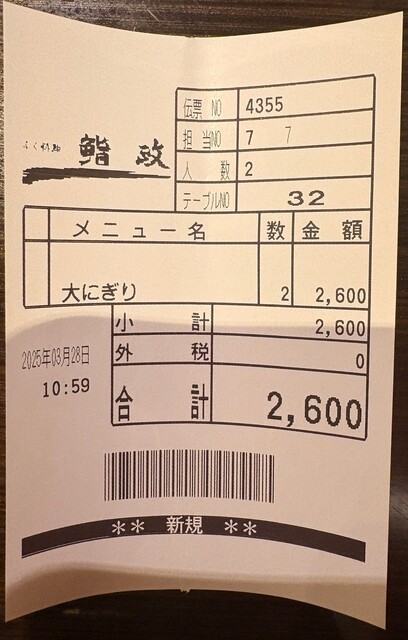 鮨政
伝票NO 4355
担当NO 7 7
人数 2
テーブルNO 32
メニュー名 数 金額
大にぎり 2 2,600
小計 2,600
外税 0
2025年03月28日
10:59
合計 2,600
** 新規 **